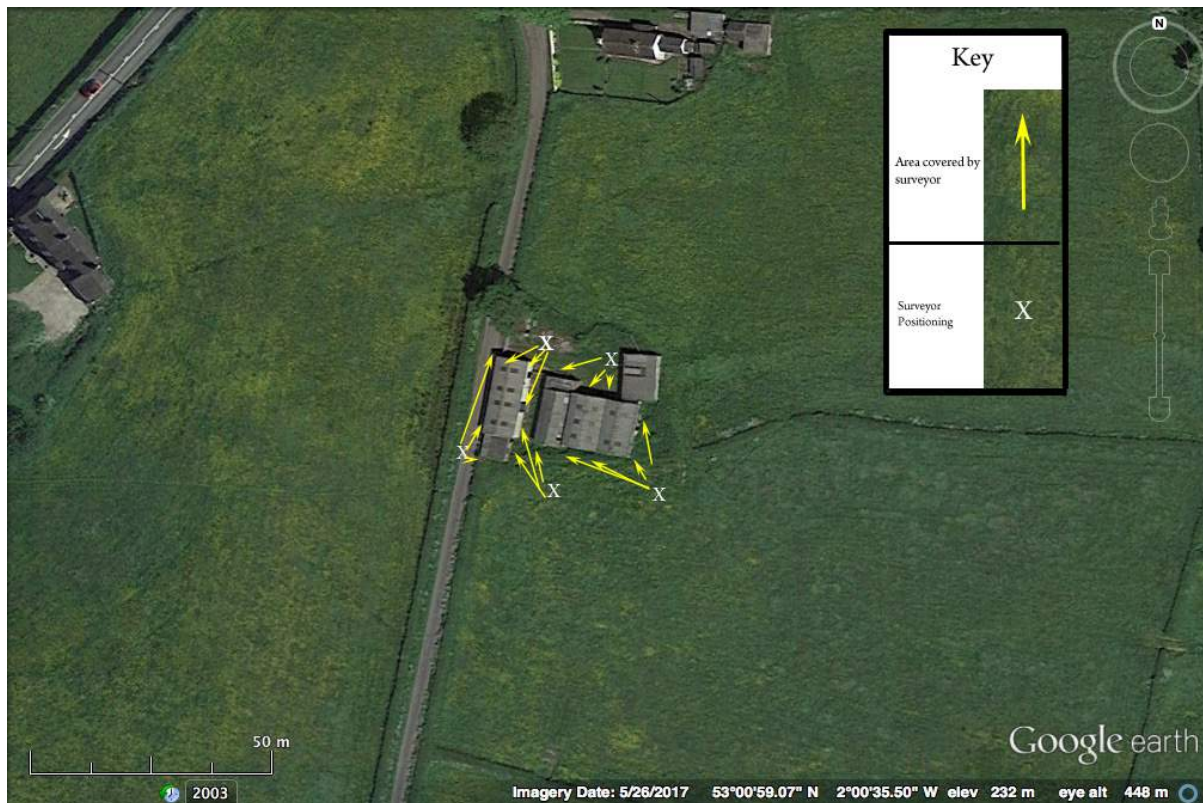 N
Key
Area covered by
surveyor
Surveyor
Positioning
X
X
X
X
X
X
50 m
Google earth
2003
Imagery Date: 5/26/2017 53°00'59.07" N 2°00'35.50" W elev 232 m eye alt 448 m